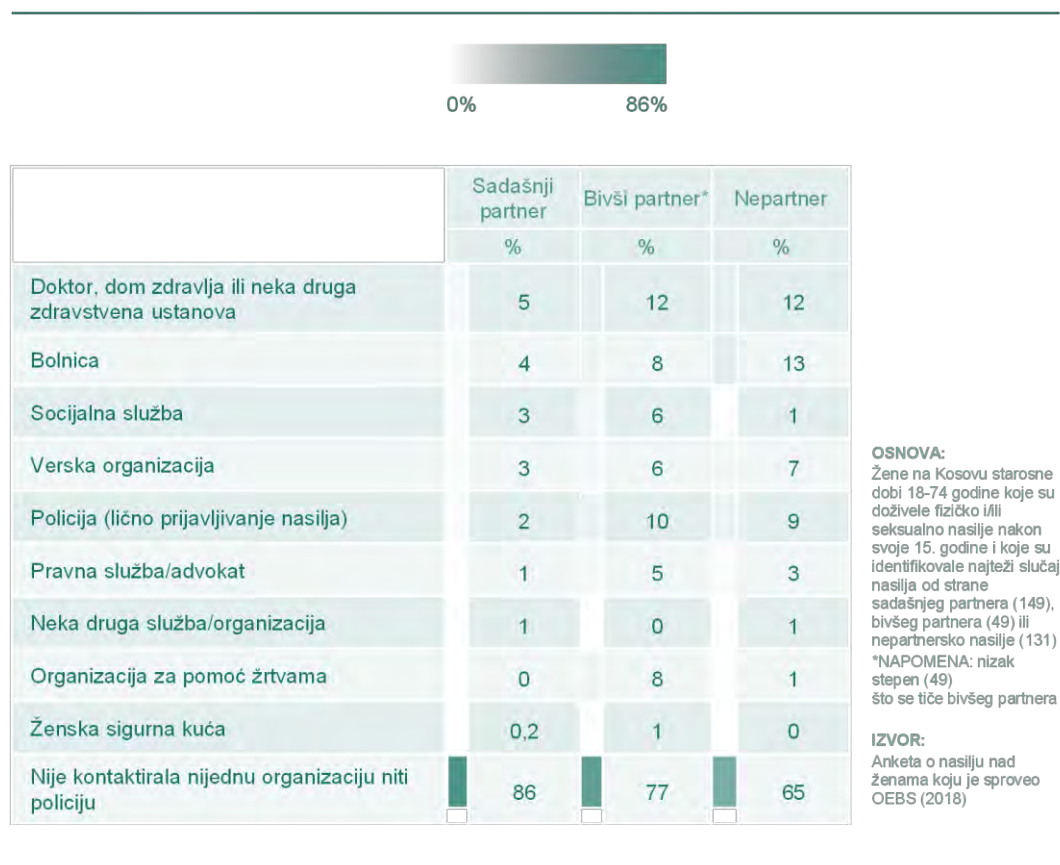 0%
86%
Sadašnji
partner
Bivši partner*
Nepartner
%
%
%
Doktor, dom zdravlja ili neka druga
zdravstvena ustanova
5
12
12
Bolnica
4
8
13
Socijalna služba
3
6
1
Verska organizacija
3
6
7
Policija (lično prijavljivanje nasilja)
2
10
9
Pravna služba/advokat
1
5
3
Neka druga služba/organizacija
1
0
1
Organizacija za pomoć žrtvama
0
8
1
Ženska sigurna kuća
0,2
1
0
Nije kontaktirala nijednu organizaciju niti
policiju
86
77
65
OSNOVA:
Žene na Kosovu starosne
dobi 18-74 godine koje su
doživele fizičko i/ili
seksualno nasilje nakon
svoje 15. godine i koje su
identifikovale najteži slučaj
nasilja od strane
sadašnjeg partnera (149),
bivšeg partnera (49) ili
nepartnersko nasilje (131)
*NAPOMENA: nizak
stepen (49)
što se tiče bivšeg partnera
IZVOR:
Anketa o nasilju nad
ženama koju je sproveo
OEBS (2018)